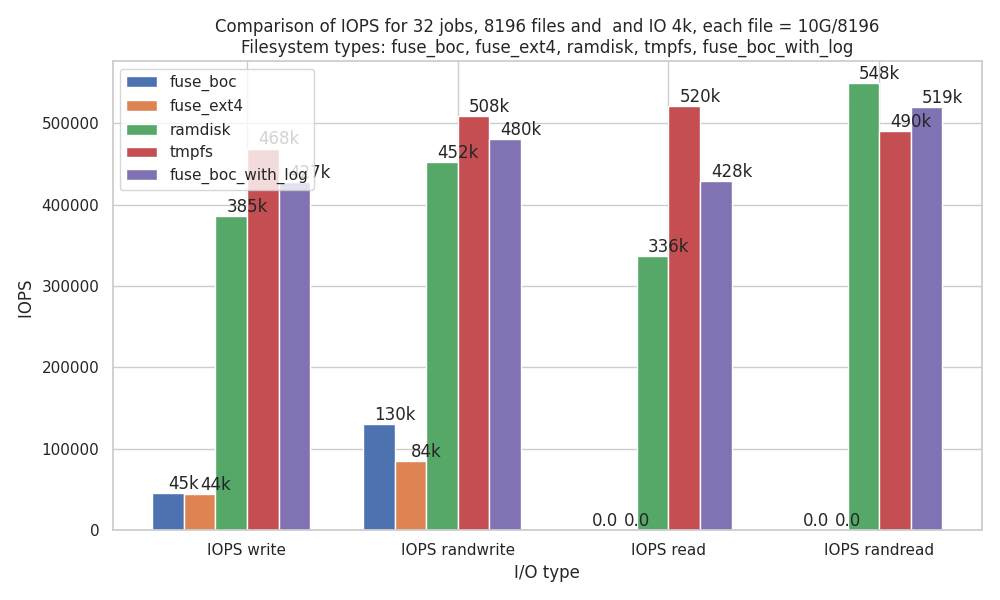 Comparison of IOPS for 32 jobs, 8196 files and  and IO 4k, each file = 10G/8196
Filesystem types: fuse_boc, fuse_ext4, ramdisk, tmpfs, fuse_boc_with_log
fuse_boc
fuse_ext4
ramdisk
tmpfs
fuse_boc_with_log
IOPS
500000
400000
300000
200000
100000
0
45k
44k
385k
468k
427k
130k
84k
452k
508k
480k
0.0
0.0
336k
520k
428k
0.0
0.0
548k
490k
519k
IOPS write
IOPS randwrite
IOPS read
IOPS randread
I/O type